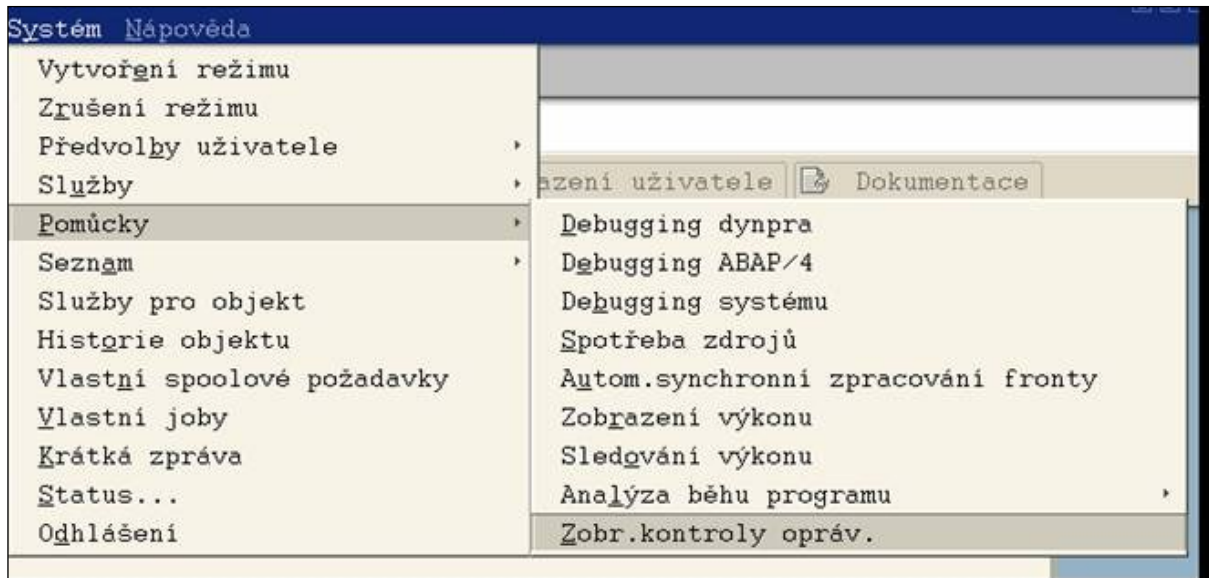 Systém Nápověda
Vytvoření režimu
Zrušení režimu
Předvolby uživatele
Služby
Pomůcky
Seznam
Služby pro objekt
Historie objektu
Vlastní spoolové požadavky
Vlastní joby
Krátká zpráva
Status...
Odhlášení
azení uživatele Dokumentace
Debugging dynpra
Debugging ABAP/4
Debugging systému
Spotřeba zdrojů
Autom.synchronní zpracování fronty
Zobrazení výkonu
Sledování výkonu
Analýza běhu programu
Zobr.kontroly opráv.